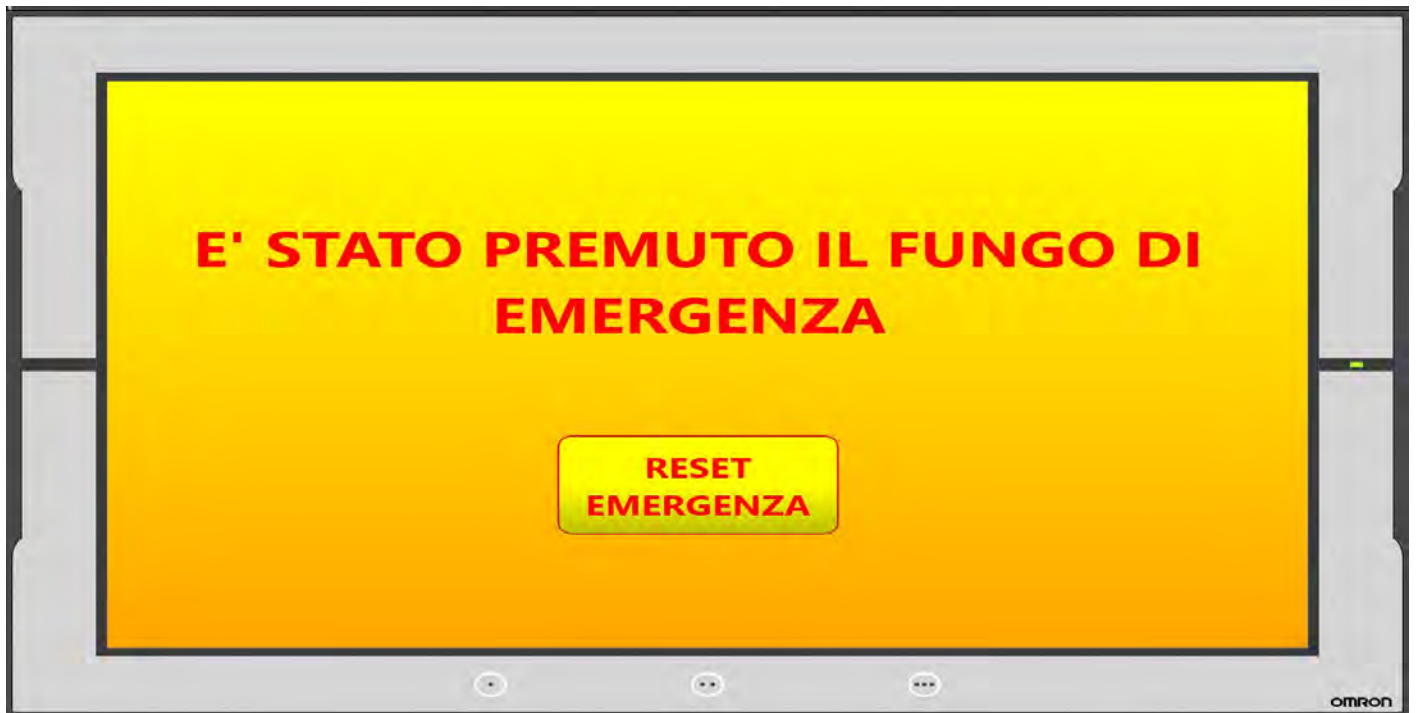 E' STATO PREMUTO IL FUNGO DI
EMERGENZA
RESET
EMERGENZA
OMRON